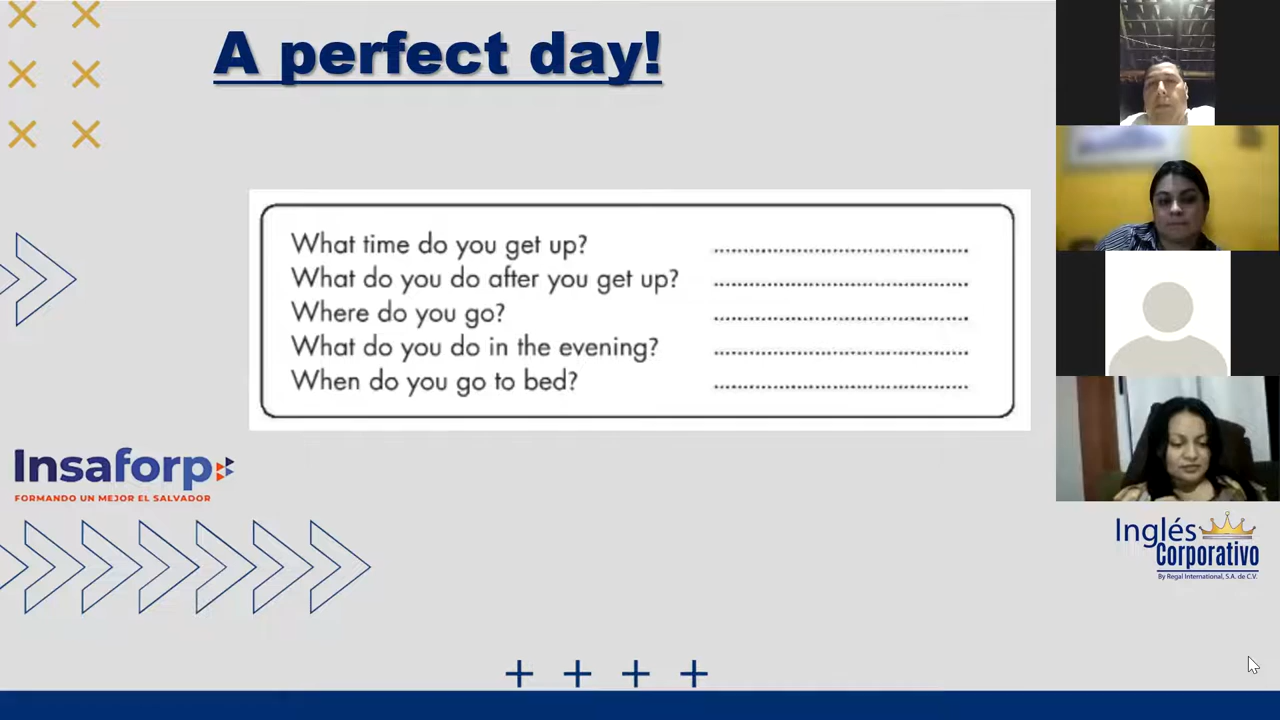 A perfect day!
What time do you get up? ................................................
What do you do after you get up? ................................................
Where do you go? ................................................
What do you do in the evening? ................................................
When do you go to bed? ................................................
Insaforp
FORMANDO UN MEJOR EL SALVADOR
Inglés
Corporativo
By Regal International, S.A. de C.V.